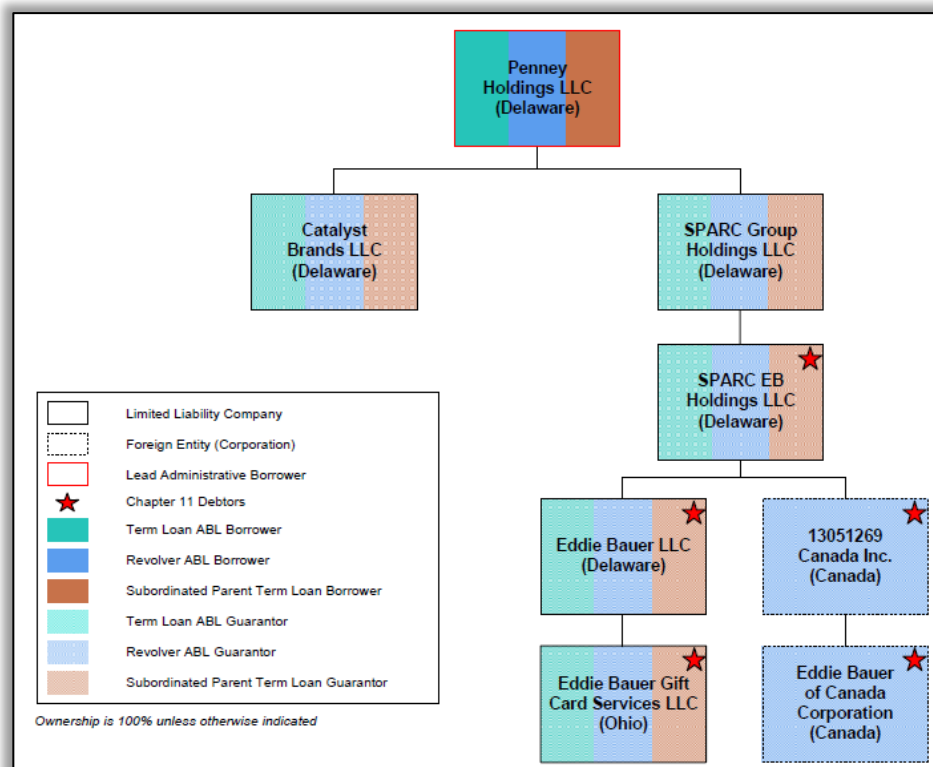 Penney
Holdings LLC
(Delaware)
Catalyst
Brands LLC
(Delaware)
SPARC Group
Holdings LLC
(Delaware)
SPARC EB
Holdings LLC
(Delaware)
Limited Liability Company
Foreign Entity (Corporation)
Lead Administrative Borrower
Chapter 11 Debtors
Term Loan ABL Borrower
Revolver ABL Borrower
Subordinated Parent Term Loan Borrower
Term Loan ABL Guarantor
Revolver ABL Guarantor
Subordinated Parent Term Loan Guarantor
Ownership is 100% unless otherwise indicated
Eddie Bauer LLC
(Delaware)
13051269
Canada Inc.
(Canada)
Eddie Bauer Gift
Card Services LLC
(Ohio)
Eddie Bauer
of Canada
Corporation
(Canada)